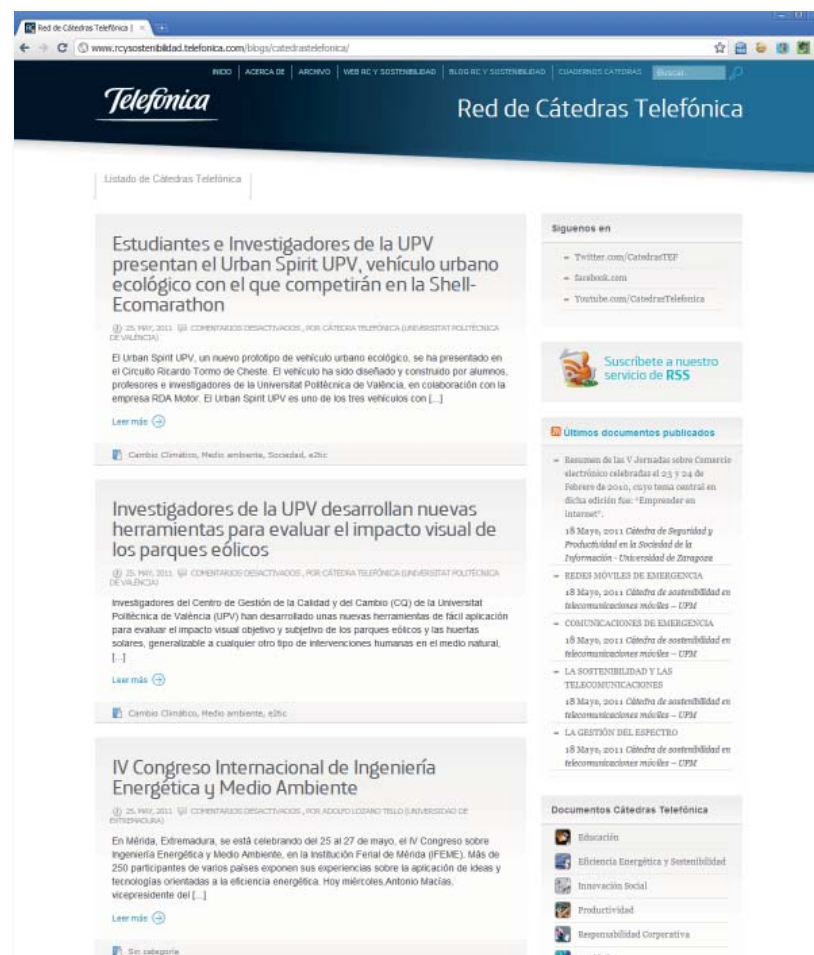 Red de Cátedras Telefónica |
www.rcysostenibilidad.telefonica.com/blogs/catedrastelefonica/
INICIO | ACERCA DE | ARCHIVO | WEB RC Y SOSTENIBILIDAD | BLOG RC Y SOSTENIBILIDAD | CUADERNOS CÁTEDRAS Buscar...
Telefónica
Red de Cátedras Telefónica
Listado de Cátedras Telefónica
Estudiantes e Investigadores de la UPV
presentan el Urban Spirit UPV, vehículo urbano
ecológico con el que competirán en la Shell-
Ecomarathon
25. MAY, 2011 COMENTARIOS DESACTIVADOS , POR CÁTEDRA TELEFÓNICA (UNIVERSITAT POLITÈCNICA
DE VALÈNCIA)
El Urban Spirit UPV, un nuevo prototipo de vehículo urbano ecológico, se ha presentado en
el Circuito Ricardo Tormo de Cheste. El vehículo ha sido diseñado y construido por alumnos,
profesores e investigadores de la Universitat Politècnica de València, en colaboración con la
empresa RDA Motor. El Urban Spirit UPV es uno de los tres vehículos con [...]
Leer más
Cambio Climático, Medio ambiente, Sociedad, e2tic
Investigadores de la UPV desarrollan nuevas
herramientas para evaluar el impacto visual de
los parques eólicos
25. MAY, 2011 COMENTARIOS DESACTIVADOS , POR CÁTEDRA TELEFÓNICA (UNIVERSITAT POLITÈCNICA
DE VALÈNCIA)
Investigadores del Centro de Gestión de la Calidad y del Cambio (CQ) de la Universitat
Politècnica de València (UPV) han desarrollado unas nuevas herramientas de fácil aplicación
para evaluar el impacto visual objetivo y subjetivo de los parques eólicos y las huertas
solares, generalizable a cualquier otro tipo de intervenciones humanas en el medio natural,
[...]
Leer más
Cambio Climático, Medio ambiente, e2tic
IV Congreso Internacional de Ingeniería
Energética y Medio Ambiente
25. MAY, 2011 COMENTARIOS DESACTIVADOS , POR ADOLFO LOZANO TELLO (UNIVERSIDAD DE
EXTREMADURA)
En Mérida, Extremadura, se está celebrando del 25 al 27 de mayo, el IV Congreso sobre
Ingeniería Energética y Medio Ambiente, en la Institución Ferial de Mérida (IFEME). Más de
250 participantes de varios países exponen sus experiencias sobre la aplicación de ideas y
tecnologías orientadas a la eficiencia energética. Hoy miércoles,Antonio Macías,
vicepresidente del [...]
Leer más
Sin categoría
Siguenos en
Twitter.com/CatedrasTEF
facebook.com
Youtube.com/CatedrasTelefonica
Suscríbete a nuestro
servicio de RSS
Últimos documentos publicados
Resumen de las V Jornadas sobre Comercio
electrónico celebradas el 23 y 24 de
Febrero de 2010, cuyo tema central en
dicha edición fue: "Emprender en
Internet".
18 Mayo, 2011 Cátedra de Seguridad y
Productividad en la Sociedad de la
Información - Universidad de Zaragoza
REDES MÓVILES DE EMERGENCIA
18 Mayo, 2011 Cátedra de sostenibilidad en
telecomunicaciones móviles – UPM
COMUNICACIONES DE EMERGENCIA
18 Mayo, 2011 Cátedra de sostenibilidad en
telecomunicaciones móviles – UPM
LA SOSTENIBILIDAD Y LAS
TELECOMUNICACIONES
18 Mayo, 2011 Cátedra de sostenibilidad en
telecomunicaciones móviles – UPM
LA GESTIÓN DEL ESPECTRO
18 Mayo, 2011 Cátedra de sostenibilidad en
telecomunicaciones móviles – UPM
Documentos Cátedras Telefónica
Educación
Eficiencia Energética y Sostenibilidad
Innovación Social
Productividad
Responsabilidad Corporativa